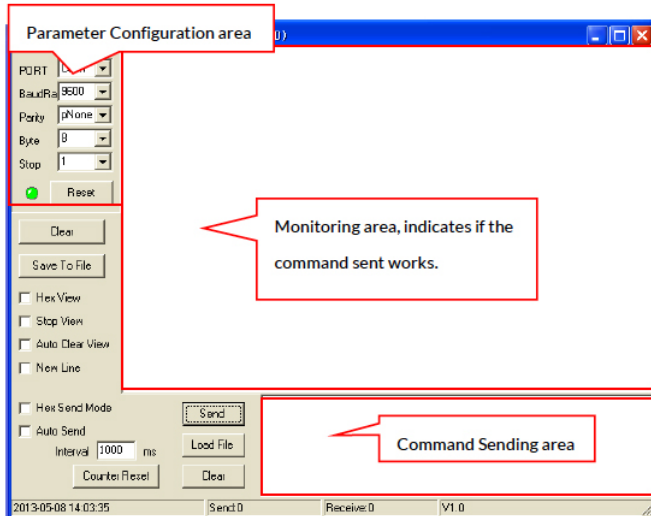 Parameter Configuration area
PORT
BaudRa 9600
Parity pNone
Byte 8
Stop 1
Reset
Clear
Save To File
Hex View
Stop View
Auto Clear View
New Line
Monitoring area, indicates if the
command sent works.
Hex Send Mode
Auto Send
Interval 1000 ms
Counter Reset
Send
Load File
Clear
Command Sending area
2013-05-08 14:03:35 Send:0 Receive:0 V1.0